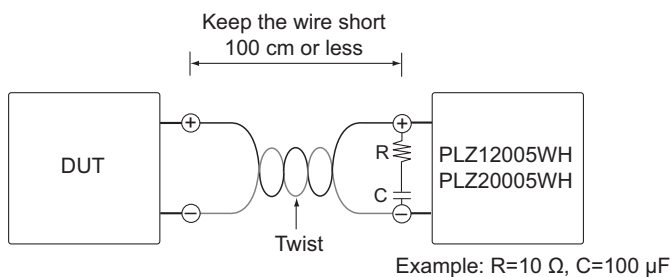 Keep the wire short
100 cm or less
+
+
DUT
R
PLZ12005WH
PLZ20005WH
C
−
−
Twist
Example: R=10 Ω, C=100 µF